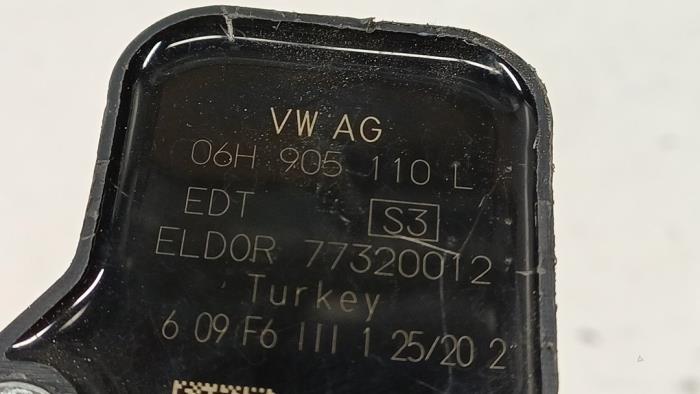 VW AG
06H 905 110 L
EDT S3
ELDOR 77320012
Turkey
6 09 F6 III 1 25/20 2